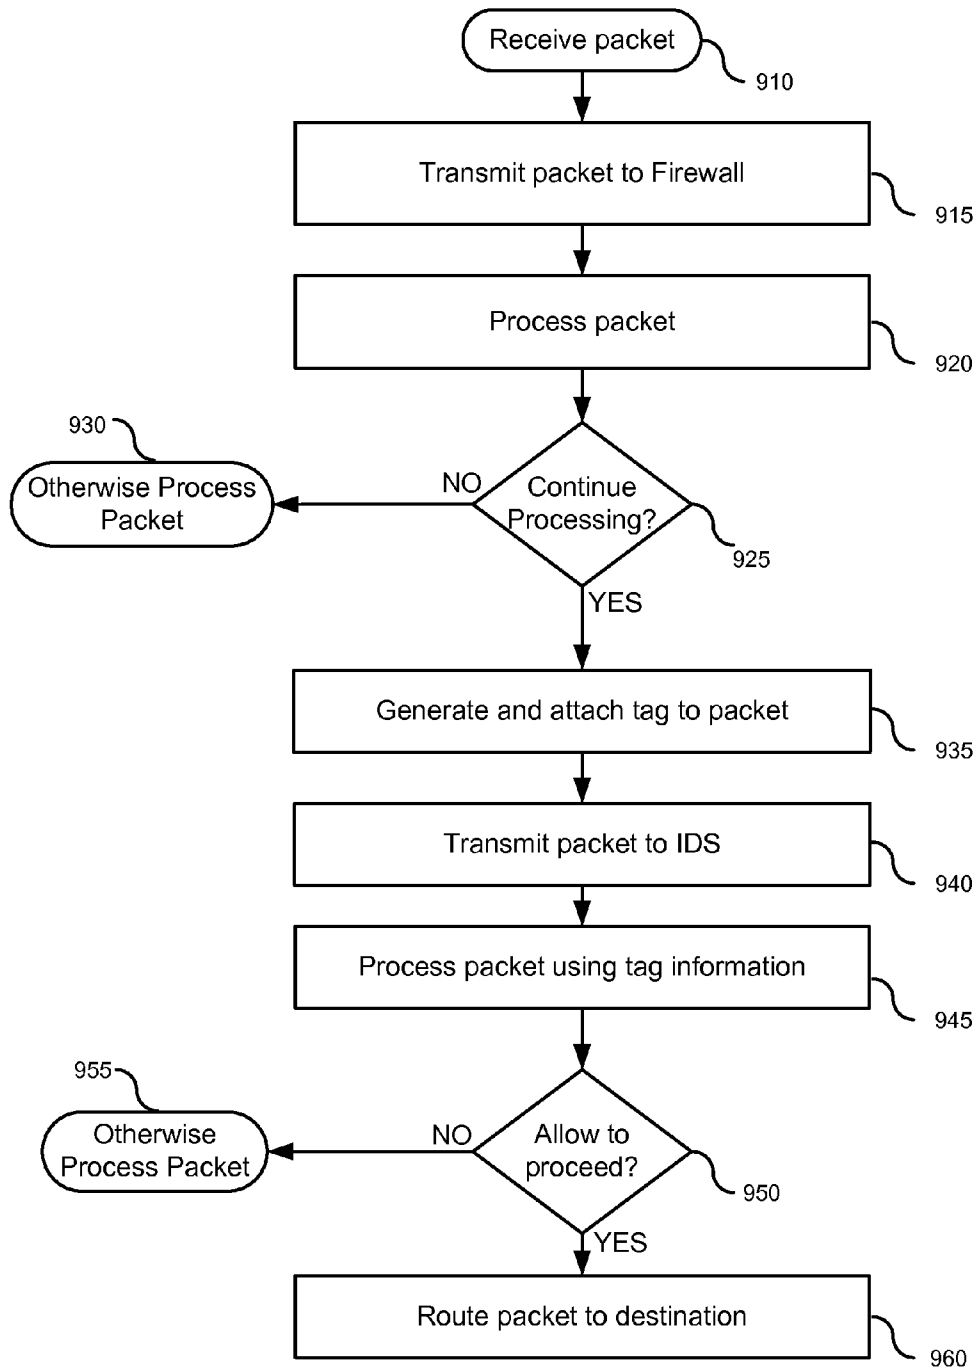 Receive packet
910
Transmit packet to Firewall
915
Process packet
920
930
Otherwise Process
Packet
NO
Continue
Processing?
925
YES
Generate and attach tag to packet
935
Transmit packet to IDS
940
Process packet using tag information
945
955
Otherwise
Process Packet
NO
Allow to
proceed?
950
YES
Route packet to destination
960